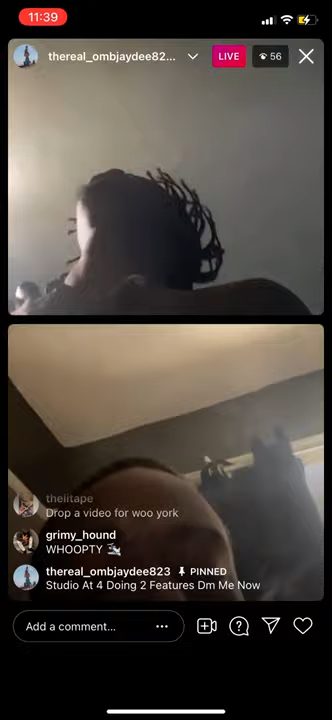 11:39
thereal_ombjaydee82... LIVE 56
thelitape
Drop a video for woo york
grimy_hound
WHOOPTY
thereal_ombjaydee823 PINNED
Studio At 4 Doing 2 Features Dm Me Now
Add a comment...